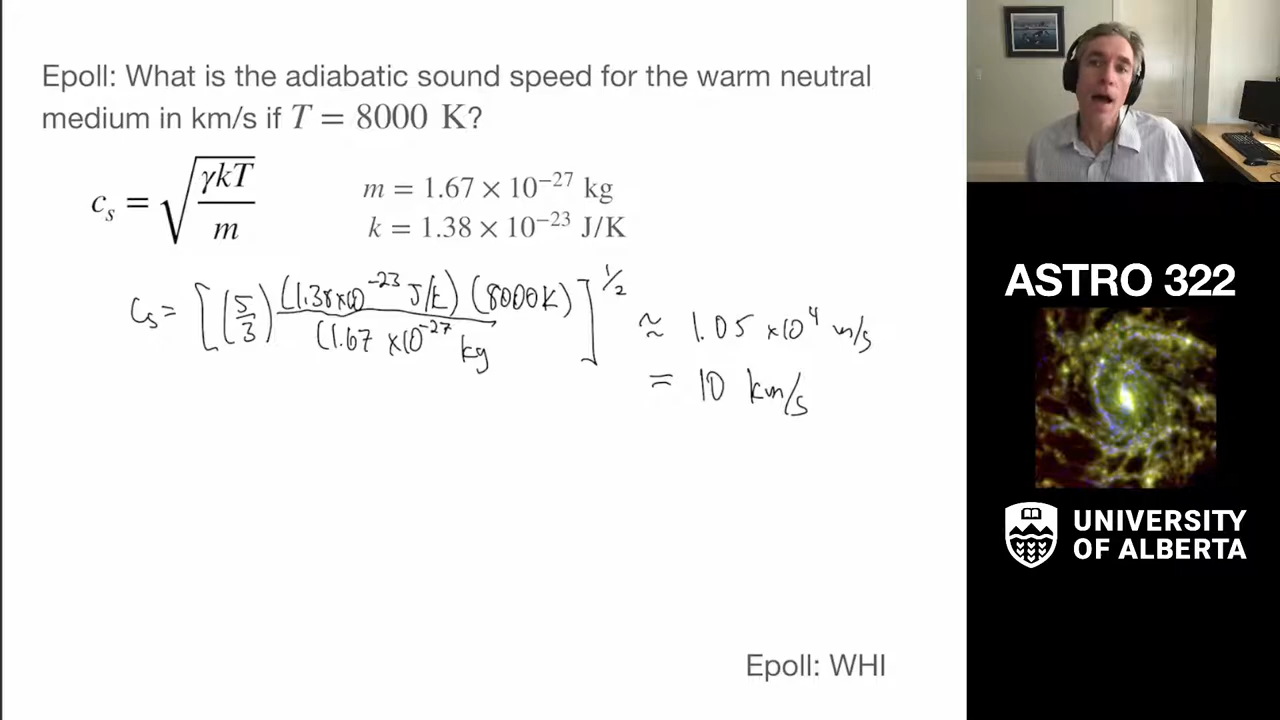 Epoll: What is the adiabatic sound speed for the warm neutral
medium in km/s if T = 8000 K?
c_s = √(γkT/m)
m = 1.67 × 10⁻²⁷ kg
k = 1.38 × 10⁻²³ J/K
C_s = [(5/3) (1.38×10⁻²³ J/K) (8000K) / (1.67 ×10⁻²⁷ kg]^1/2 ≈ 1.05 ×10⁴ m/s
= 10 km/s
Epoll: WHI
ASTRO 322
UNIVERSITY
OF ALBERTA